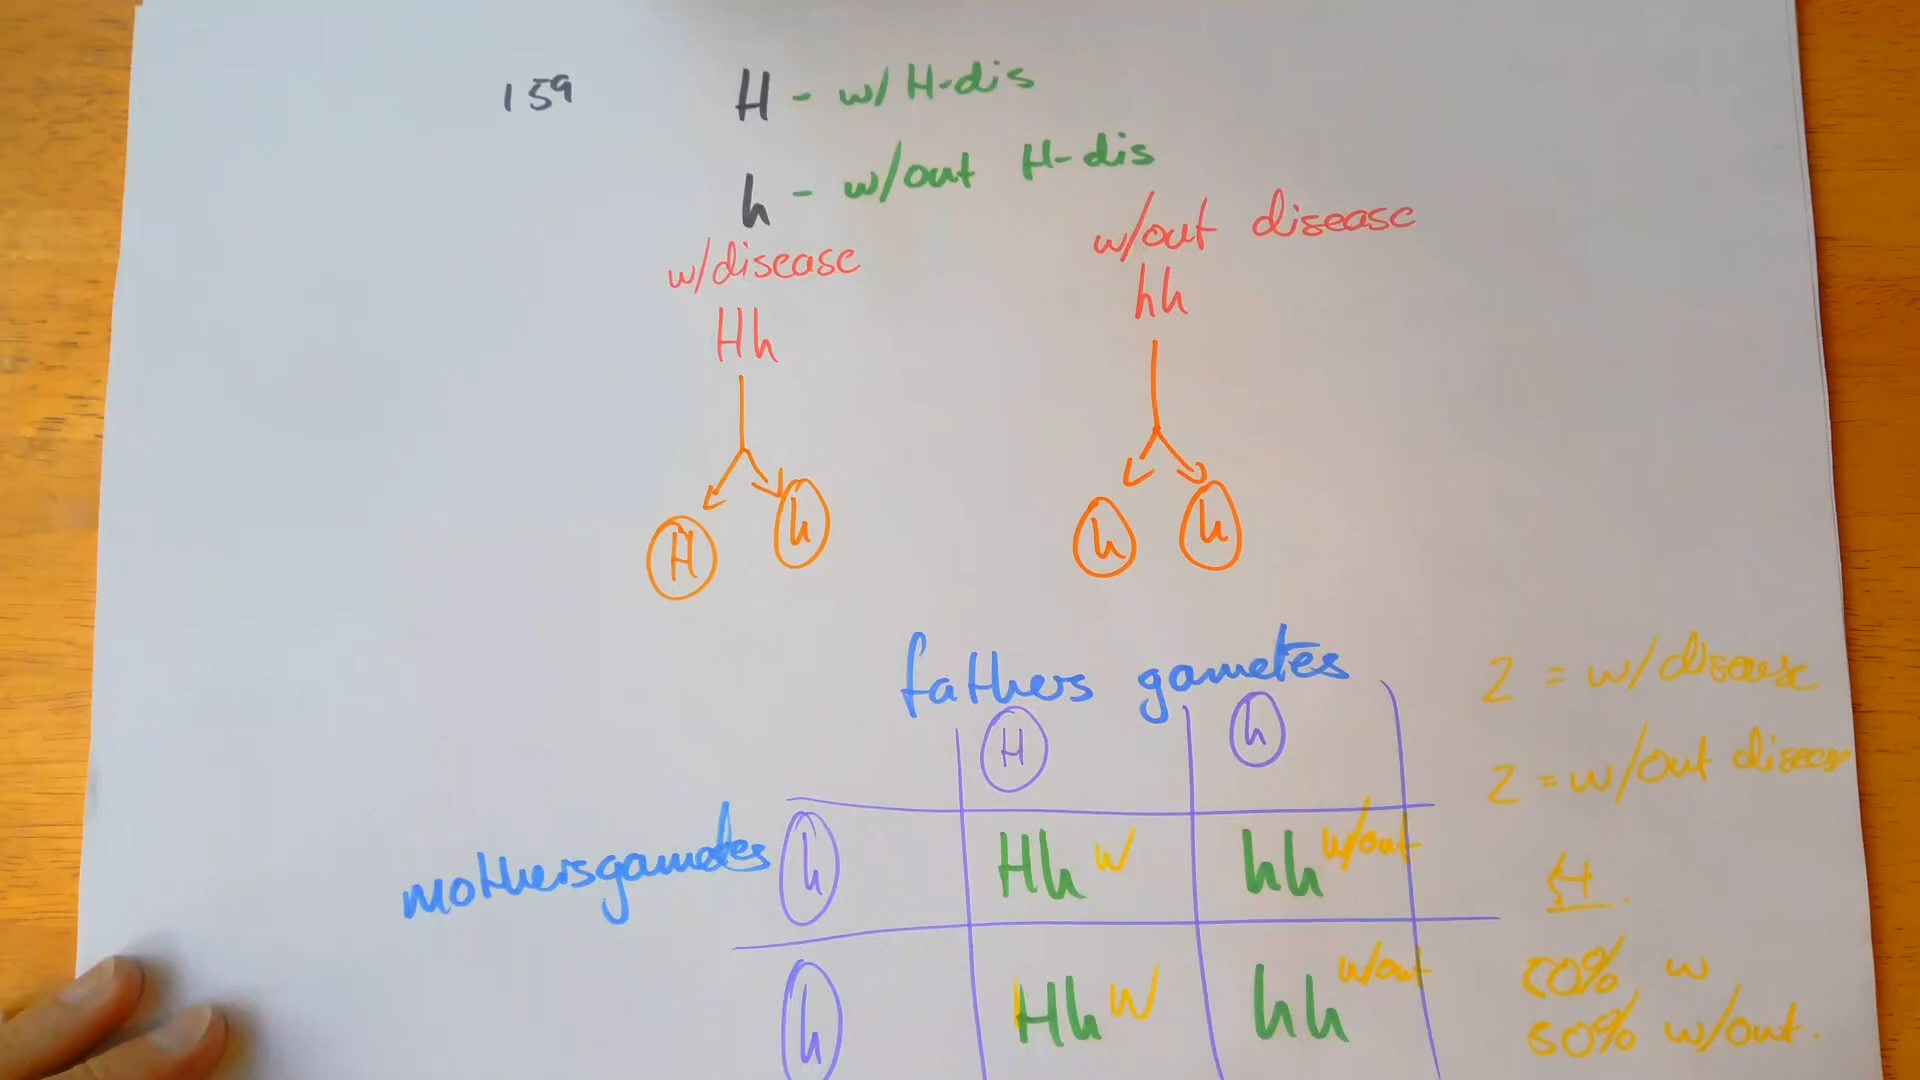 159
H - w/ H-dis
h - w/out H-dis
w/disease
w/out disease
Hh
hh
H h
h h
fathers gametes
H h
mothersgametes
h Hh w hh w/out
h Hh w hh w/out
2 = w/disease
2 = w/out disease
50% w
50% w/out.